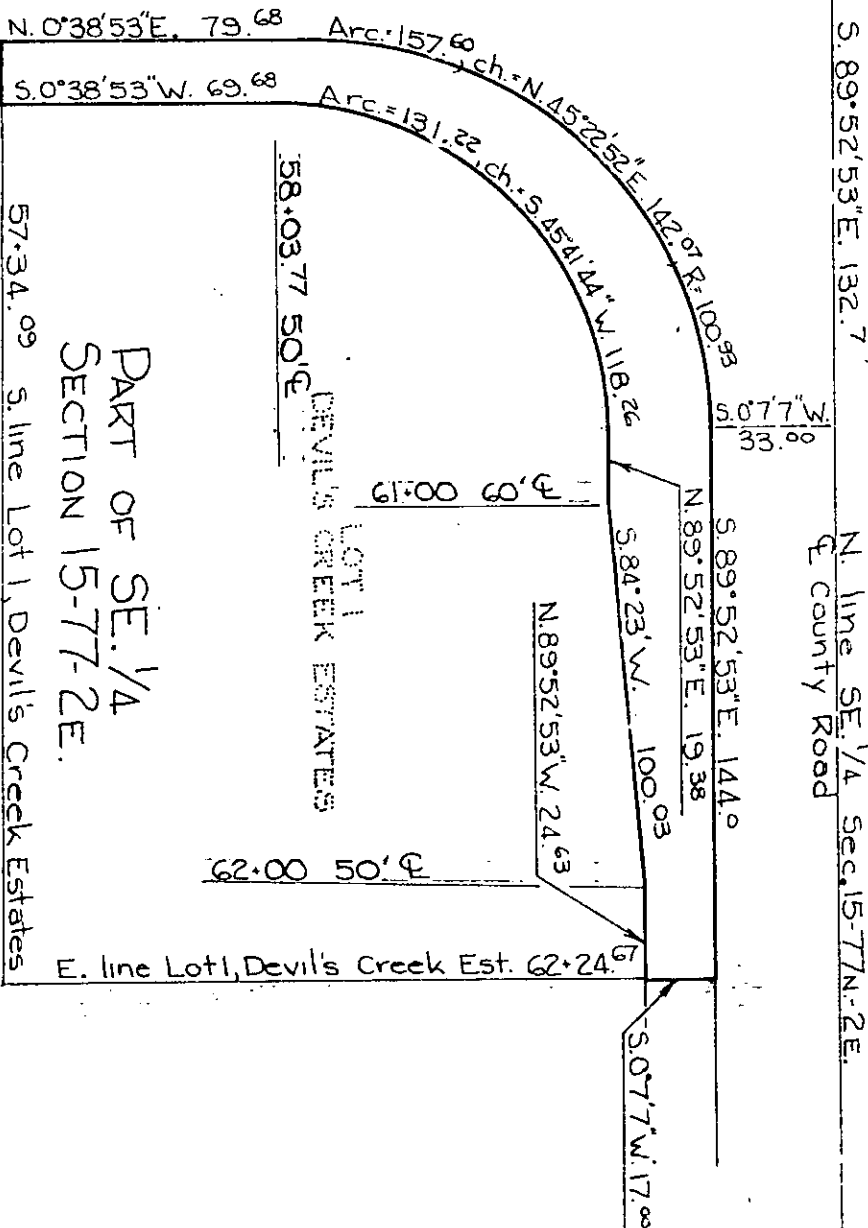 N. 0°38'53"E. 79.68
Arc.=157.60, ch.=N.45°22'52"E. 142.07 R=100.93
S.0°38'53"W. 69.68
Arc.=131.22, ch.=S.45°41'44"W. 118.26
S. 89°52'53"E. 132.7'
S.0°7'7"W.
33.00
N. line SE.1/4 Sec.15-77N-2E.
℄ County Road
S.89°52'53"E. 144.0
N.89°52'53"E. 19.38
S.84°23'W. 100.03
58+03.77 50'℄
61+00 60'℄
LOT 1
DEVIL'S CREEK ESTATES
N.89°52'53"W. 24.63
62+00 50'℄
PART OF SE.1/4
SECTION 15-77-2E.
57+34.09 S. line Lot 1, Devil's Creek Estates
E. line Lot 1, Devil's Creek Est. 62+24.67
S.0°7'7"W. 17.00